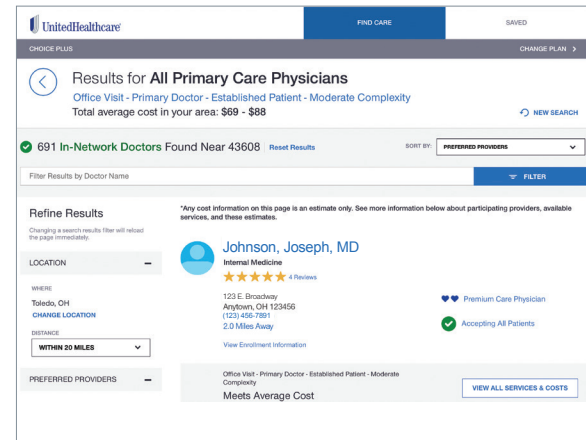 UnitedHealthcare
FIND CARE
SAVED
CHOICE PLUS
CHANGE PLAN >
Results for All Primary Care Physicians
Office Visit - Primary Doctor - Established Patient - Moderate Complexity
Total average cost in your area: $69 - $88
NEW SEARCH
691 In-Network Doctors Found Near 43608 | Reset Results
SORT BY:
PREFERRED PROVIDERS
Filter Results by Doctor Name
FILTER
Refine Results
Changing a search results filter will reload
the page immediately.
LOCATION
WHERE
Toledo, OH
CHANGE LOCATION
DISTANCE
WITHIN 20 MILES
PREFERRED PROVIDERS
*Any cost information on this page is an estimate only. See more information below about participating providers, available
services, and these estimates.
Johnson, Joseph, MD
Internal Medicine
4 Reviews
123 E. Broadway
Anytown, OH 123456
(123) 456-7891
2.0 Miles Away
View Enrollment Information
Premium Care Physician
Accepting All Patients
Office Visit - Primary Doctor - Established Patient - Moderate
Complexity
Meets Average Cost
VIEW ALL SERVICES & COSTS